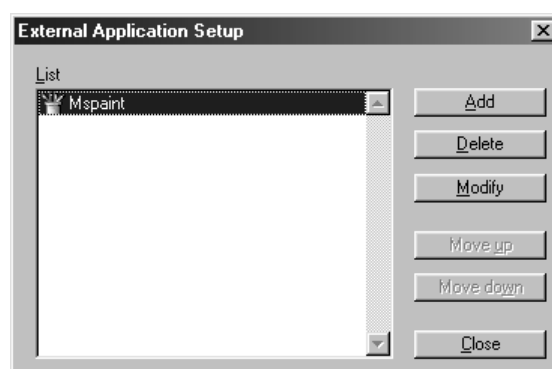 External Application Setup
List
Mspaint
Add
Delete
Modify
Move up
Move down
Close